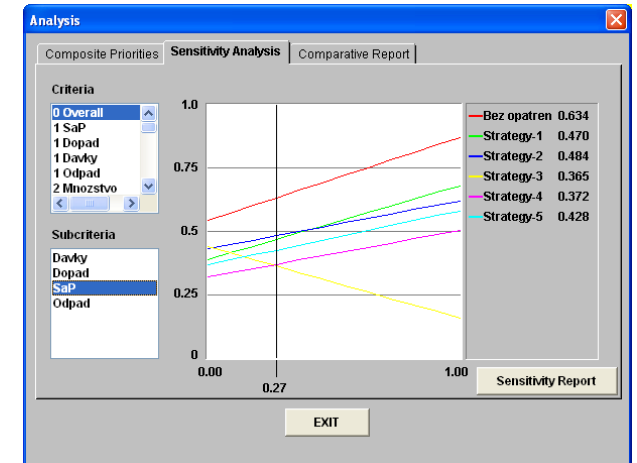 Analysis
Composite Priorities Sensitivity Analysis Comparative Report
Criteria
0 Overall
1 SaP
1 Dopad
1 Davky
1 Odpad
2 Mnozstvo
Subcriteria
Davky
Dopad
SaP
Odpad
1.0
0.75
0.5
0.25
0
0.00
1.00
0.27
Bez opatren 0.634
Strategy-1 0.470
Strategy-2 0.484
Strategy-3 0.365
Strategy-4 0.372
Strategy-5 0.428
Sensitivity Report
EXIT